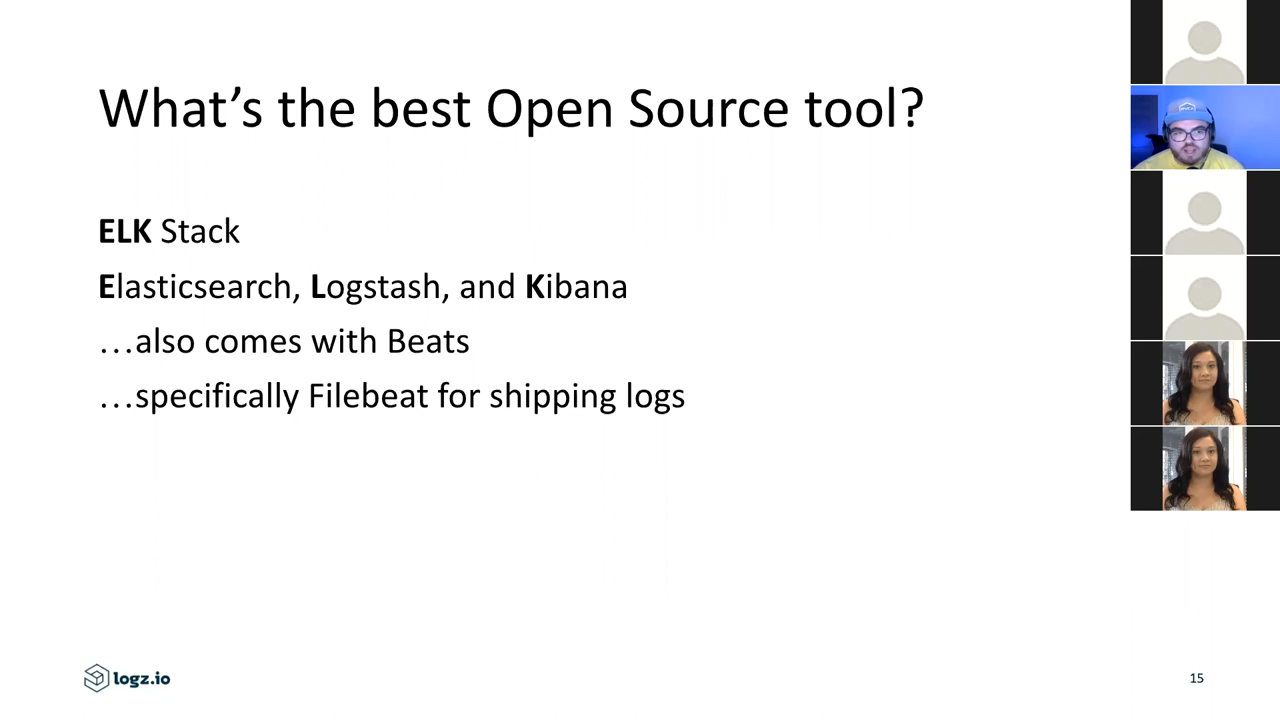 What’s the best Open Source tool?
ELK Stack
Elasticsearch, Logstash, and Kibana
…also comes with Beats
…specifically Filebeat for shipping logs
logz.io
15